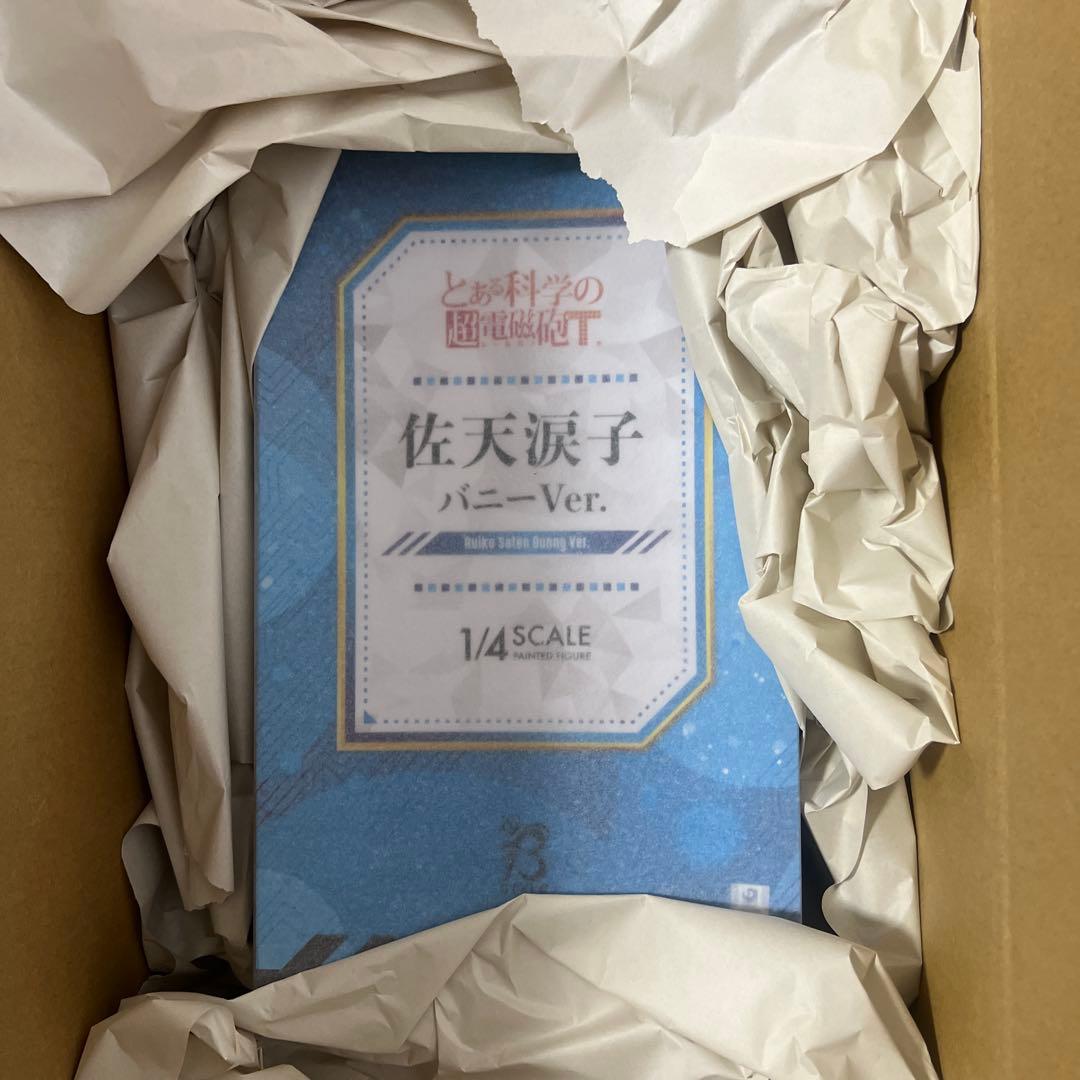 とある科学の
超電磁砲T
佐天涙子
バニーVer.
Ruiko Saten Bunny Ver.
1/4 SCALE
PAINTED FIGURE